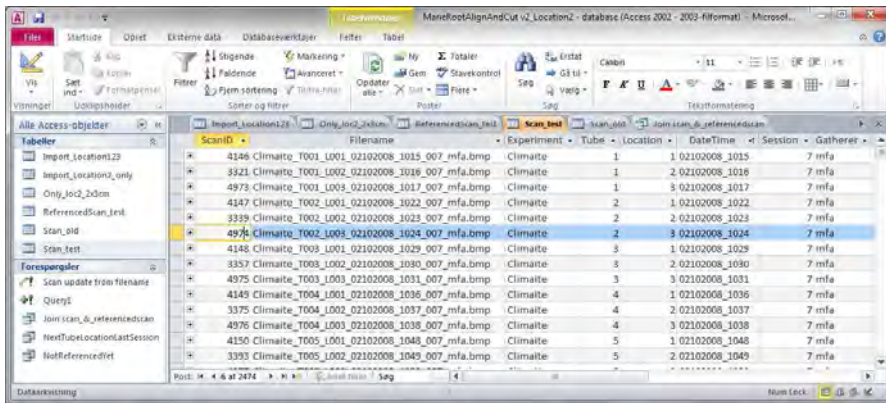 Tabelværktøjer
MarieRootAlignAndCut v2_Location2 - database (Access 2002 - 2003-filformat) - Microsof...
Filer Startside Opret Eksterne data Databaseværktøjer Felter Tabel
Vis
Sæt ind
Klip
Kopier
Formatpensel
Filtrer
Stigende
Faldende
Fjern sortering
Markering
Avanceret
Opdater alle
Ny
Gem
Slet
Totaler
Stavekontrol
Flere
Søg
Erstat
Gå til
Vælg
Calibri 11
F K U
Visninger Udklipsholder Sorter og filtrer Poster Søg Tekstformatering
Alle Access-objekter
Tabeller
Import_Location123
Import_Location2_only
Only_loc2_2x3cm
ReferencedScan_test
Scan_old
Scan_test
Forespørgsler
Scan update from filename
Query1
Join scan_&_referencedscan
NextTubeLocationLastSession
NotReferencedYet
Import_Location123 Only_loc2_2x3cm ReferencedScan_test Scan_test Scan_old Join scan_&_referencedscan
ScanID Filename Experiment Tube Location DateTime Session Gatherer
4146 Climaite_T001_L001_02102008_1015_007_mfa.bmp Climaite 1 1 02102008_1015 7 mfa
3321 Climaite_T001_L002_02102008_1016_007_mfa.bmp Climaite 1 2 02102008_1016 7 mfa
4973 Climaite_T001_L003_02102008_1017_007_mfa.bmp Climaite 1 3 02102008_1017 7 mfa
4147 Climaite_T002_L001_02102008_1022_007_mfa.bmp Climaite 2 1 02102008_1022 7 mfa
3339 Climaite_T002_L002_02102008_1023_007_mfa.bmp Climaite 2 2 02102008_1023 7 mfa
4974 Climaite_T002_L003_02102008_1024_007_mfa.bmp Climaite 2 3 02102008_1024 7 mfa
4148 Climaite_T003_L001_02102008_1029_007_mfa.bmp Climaite 3 1 02102008_1029 7 mfa
3357 Climaite_T003_L002_02102008_1030_007_mfa.bmp Climaite 3 2 02102008_1030 7 mfa
4975 Climaite_T003_L003_02102008_1031_007_mfa.bmp Climaite 3 3 02102008_1031 7 mfa
4149 Climaite_T004_L001_02102008_1036_007_mfa.bmp Climaite 4 1 02102008_1036 7 mfa
3375 Climaite_T004_L002_02102008_1037_007_mfa.bmp Climaite 4 2 02102008_1037 7 mfa
4976 Climaite_T004_L003_02102008_1038_007_mfa.bmp Climaite 4 3 02102008_1038 7 mfa
4150 Climaite_T005_L001_02102008_1048_007_mfa.bmp Climaite 5 1 02102008_1048 7 mfa
3393 Climaite_T005_L002_02102008_1049_007_mfa.bmp Climaite 5 2 02102008_1049 7 mfa
Post: 6 af 2474 Intet filter Søg
Dataarkvisning Num Lock